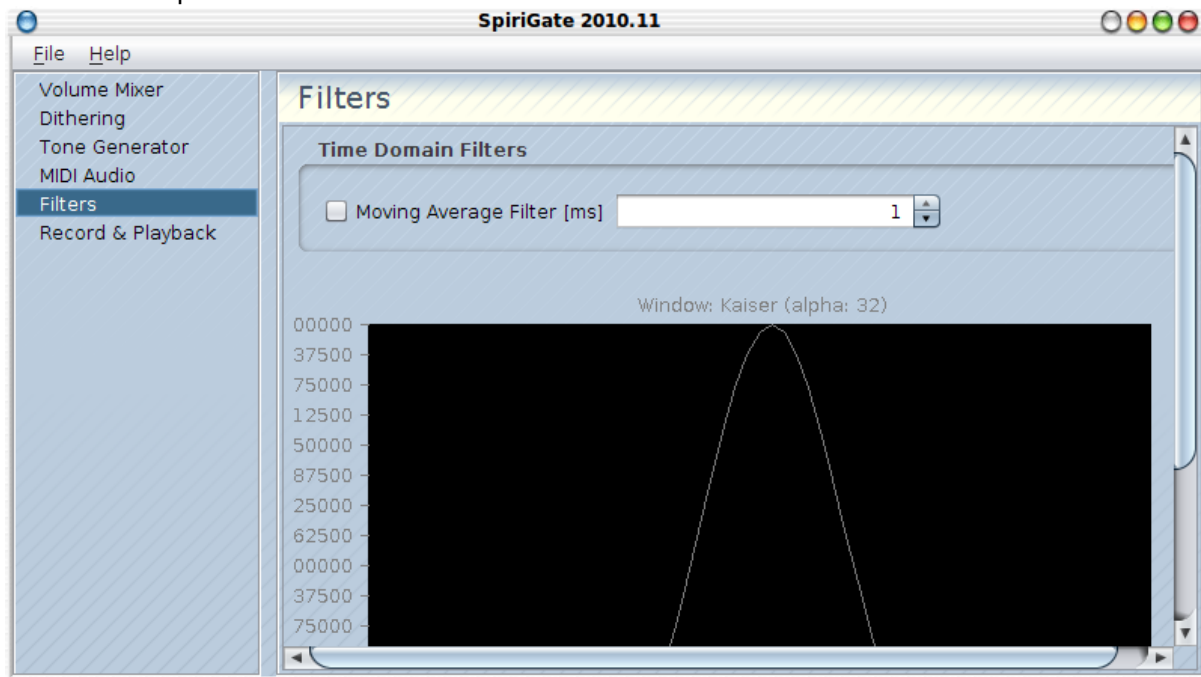 SpiriGate 2010.11
File Help
Volume Mixer
Dithering
Tone Generator
MIDI Audio
Filters
Record & Playback
Filters
Time Domain Filters
Moving Average Filter [ms] 1
Window: Kaiser (alpha: 32)
00000
37500
75000
12500
50000
87500
25000
62500
00000
37500
75000